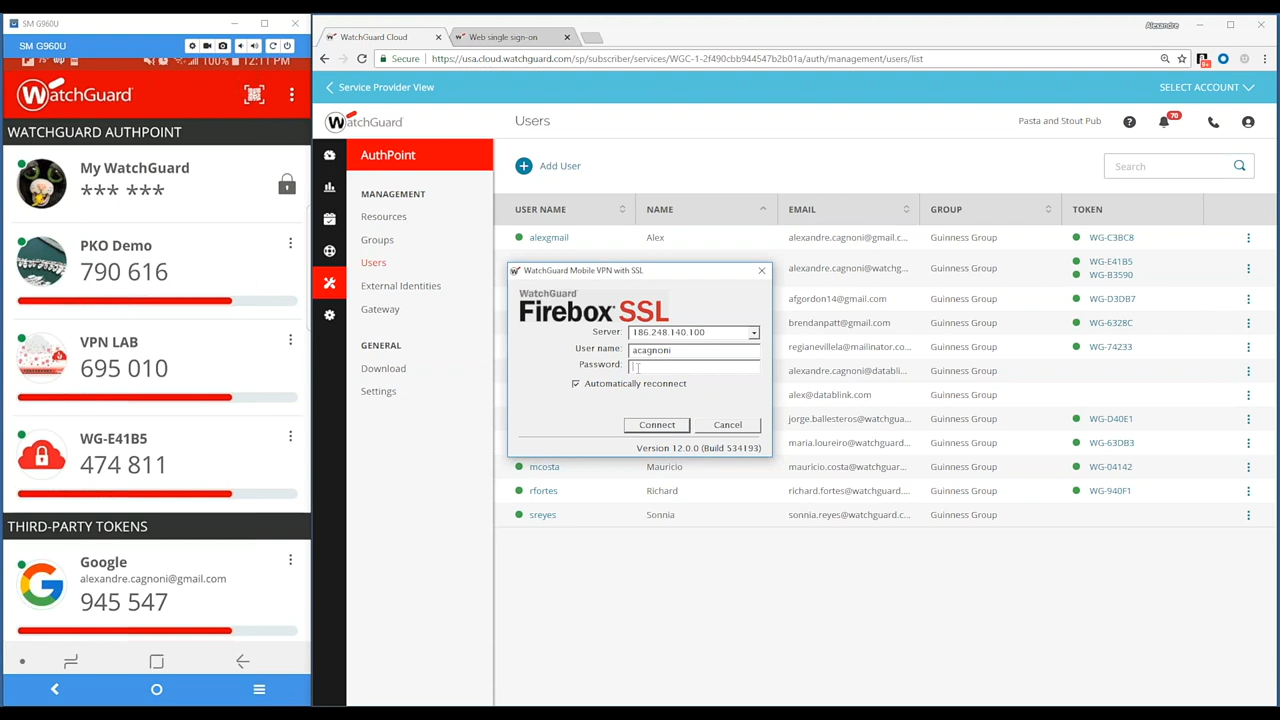 SM G960U
SM G960U
75° 100% 12:11 PM
WatchGuard
WATCHGUARD AUTHPOINT
My WatchGuard
*** ***
PKO Demo
790 616
VPN LAB
695 010
WG-E41B5
474 811
THIRD-PARTY TOKENS
Google
alexandre.cagnoni@gmail.com
945 547
Alexandre
WatchGuard Cloud
Web single sign-on
Secure https://usa.cloud.watchguard.com/sp/subscriber/services/WGC-1-2f490cbb944547b2b01a/auth/management/users/list
Service Provider View
SELECT ACCOUNT
WatchGuard
Users
Pasta and Stout Pub
70
AuthPoint
MANAGEMENT
Resources
Groups
Users
External Identities
Gateway
GENERAL
Download
Settings
Add User
Search
USER NAME NAME EMAIL GROUP TOKEN
alexgmail Alex alexandre.cagnoni@gmail.c... Guinness Group WG-C3BC8
alexandre.cagnoni@watchg... Guinness Group WG-E41B5
WG-B3590
afgordon14@gmail.com Guinness Group WG-D3DB7
brendanpatt@gmail.com Guinness Group WG-6328C
regianevillela@mailinator.c... Guinness Group WG-74233
alexandre.cagnoni@databli... Guinness Group
alex@datablink.com Guinness Group
jorge.ballesteros@watchgu... Guinness Group WG-D40E1
maria.loureiro@watchguard... Guinness Group WG-63DB3
mcosta Mauricio mauricio.costa@watchguar... Guinness Group WG-04142
rfortes Richard richard.fortes@watchguard.... Guinness Group WG-940F1
sreyes Sonnia sonnia.reyes@watchguard.c... Guinness Group
WatchGuard Mobile VPN with SSL
WatchGuard
Firebox SSL
Server: 186.248.140.100
User name: acagnoni
Password:
Automatically reconnect
Connect Cancel
Version 12.0.0 (Build 534193)